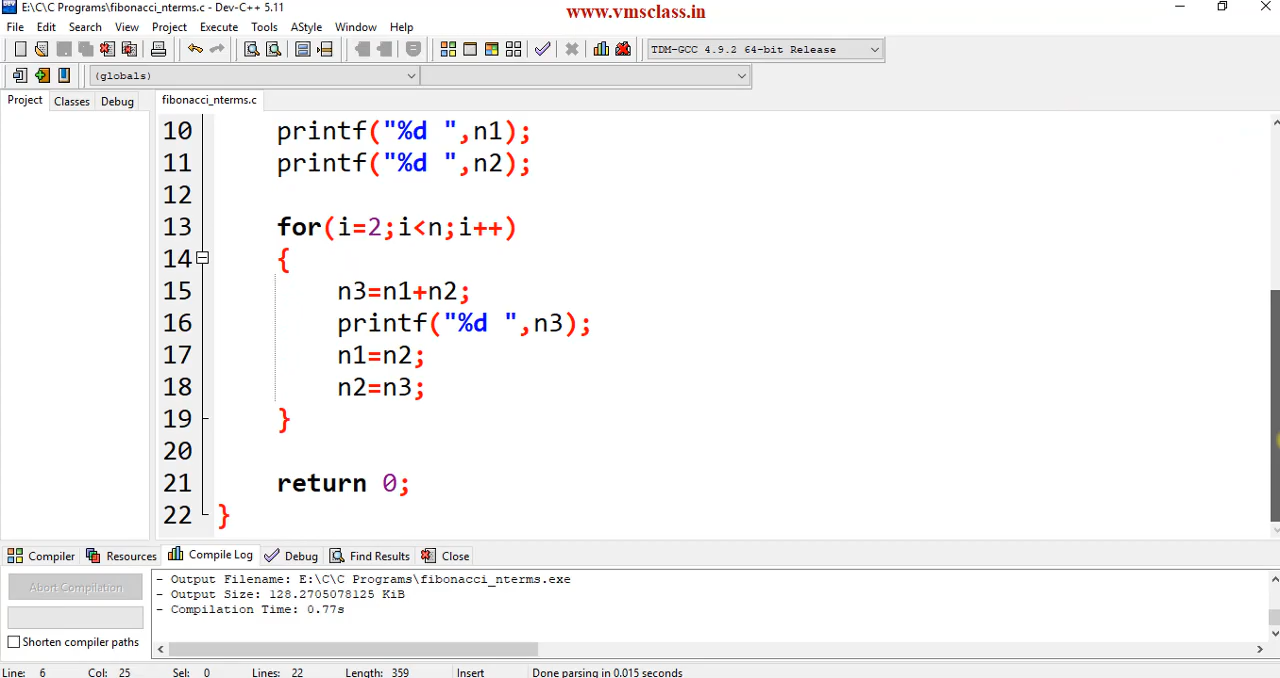 E:\C\C Programs\fibonacci_nterms.c - Dev-C++ 5.11
www.vmsclass.in
File Edit Search View Project Execute Tools AStyle Window Help
TDM-GCC 4.9.2 64-bit Release
(globals)
Project Classes Debug fibonacci_nterms.c
10 printf("%d ",n1);
11 printf("%d ",n2);
12
13 for(i=2;i<n;i++)
14 {
15 n3=n1+n2;
16 printf("%d ",n3);
17 n1=n2;
18 n2=n3;
19 }
20
21 return 0;
22 }
Compiler Resources Compile Log Debug Find Results Close
Abort Compilation
Shorten compiler paths
- Output Filename: E:\C\C Programs\fibonacci_nterms.exe
- Output Size: 128.2705078125 KiB
- Compilation Time: 0.77s
Line: 6 Col: 25 Sel: 0 Lines: 22 Length: 359 Insert Done parsing in 0.015 seconds